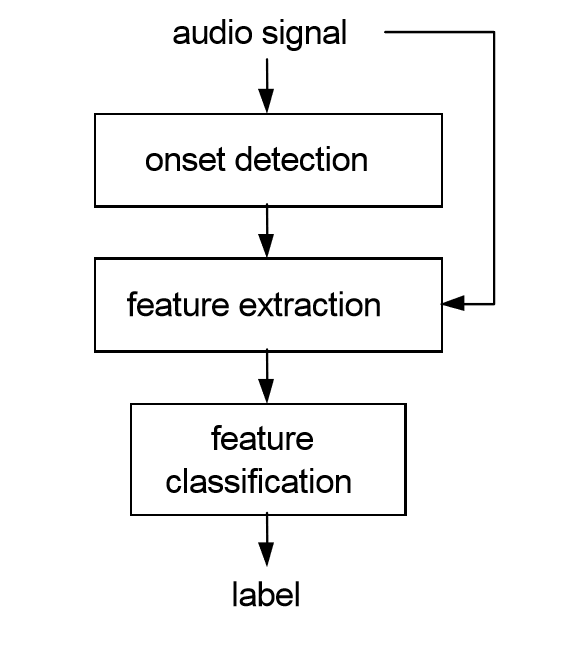 audio signal
onset detection
feature extraction
feature
classification
label